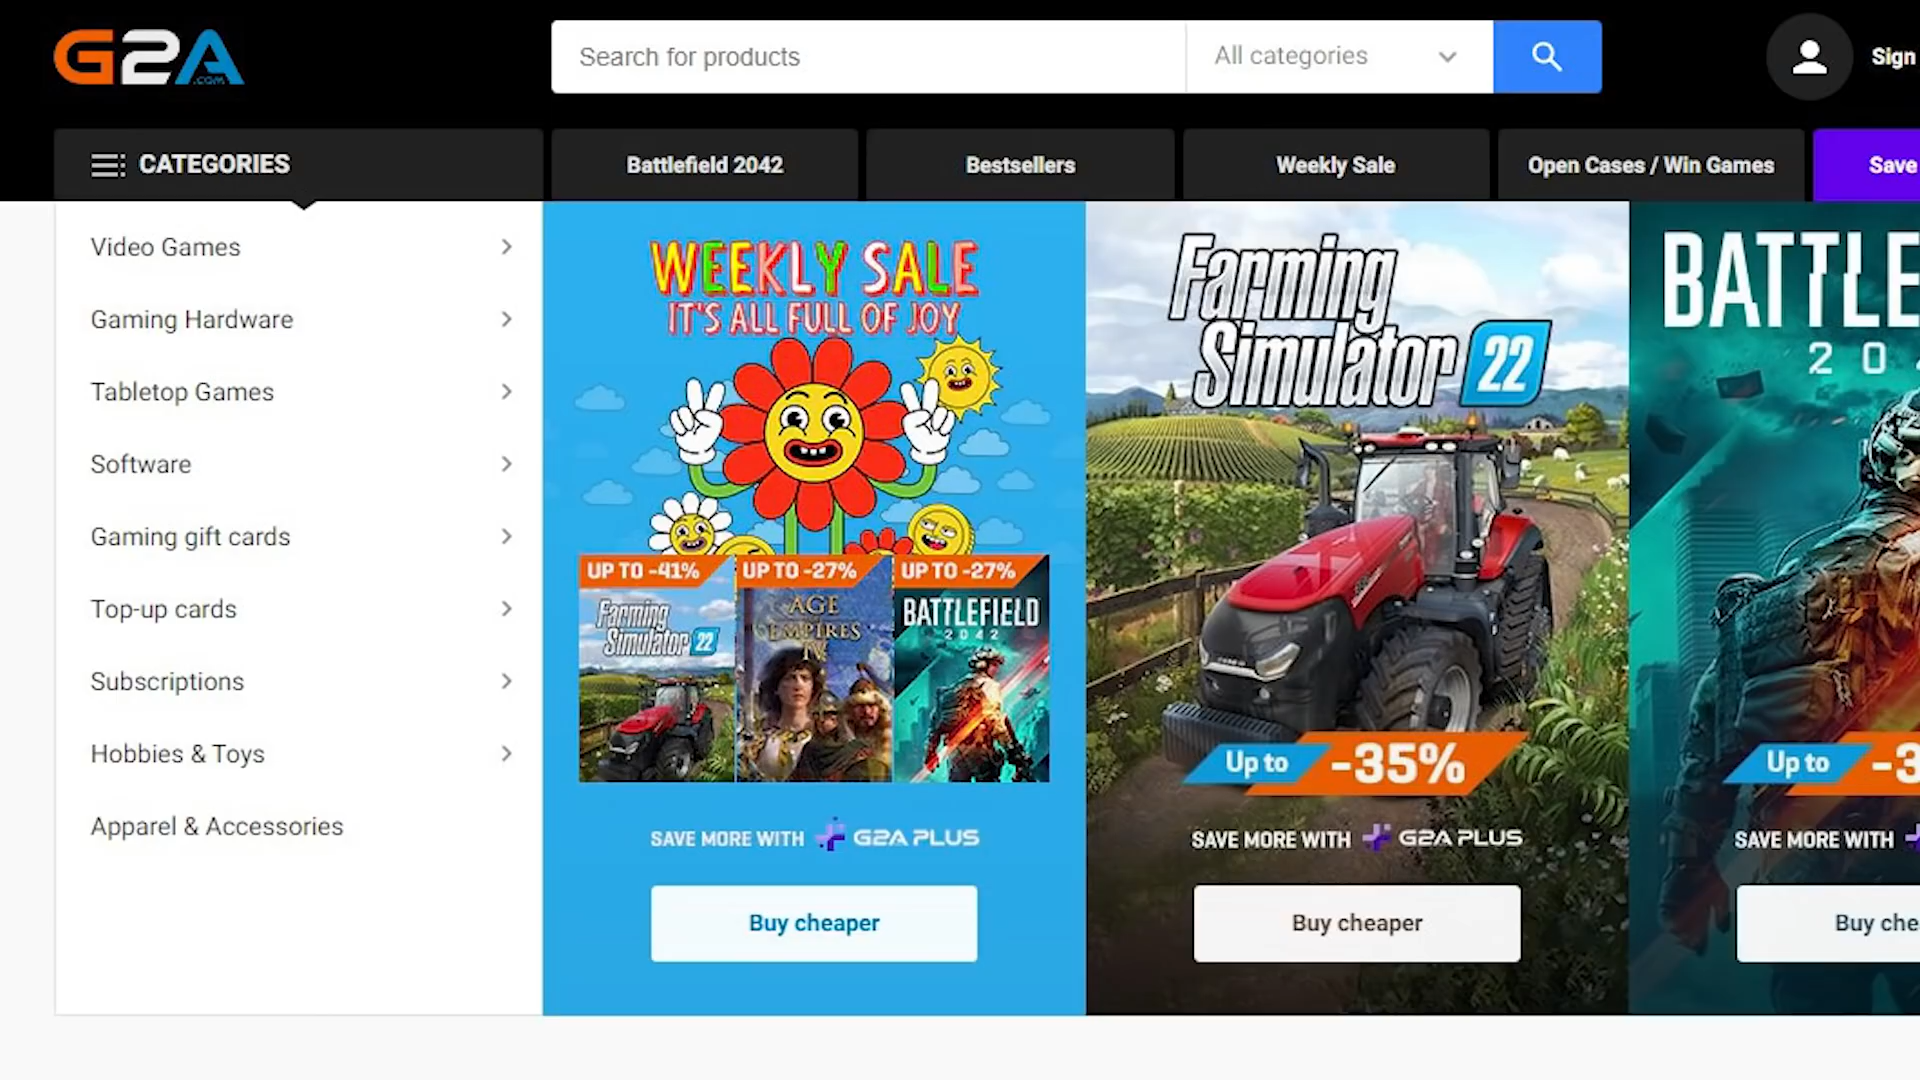 G2A
.COM
Search for products
All categories
Sign
CATEGORIES
Battlefield 2042
Bestsellers
Weekly Sale
Open Cases / Win Games
Save
Video Games
Gaming Hardware
Tabletop Games
Software
Gaming gift cards
Top-up cards
Subscriptions
Hobbies & Toys
Apparel & Accessories
WEEKLY SALE
IT'S ALL FULL OF JOY
UP TO -41%
UP TO -27%
UP TO -27%
Farming
Simulator 22
AGE
EMPIRES
IV
BATTLEFIELD
2042
SAVE MORE WITH G2A PLUS
Buy cheaper
Farming
Simulator 22
Up to -35%
SAVE MORE WITH G2A PLUS
Buy cheaper
BATTLE
20
Up to -3
SAVE MORE WITH
Buy che